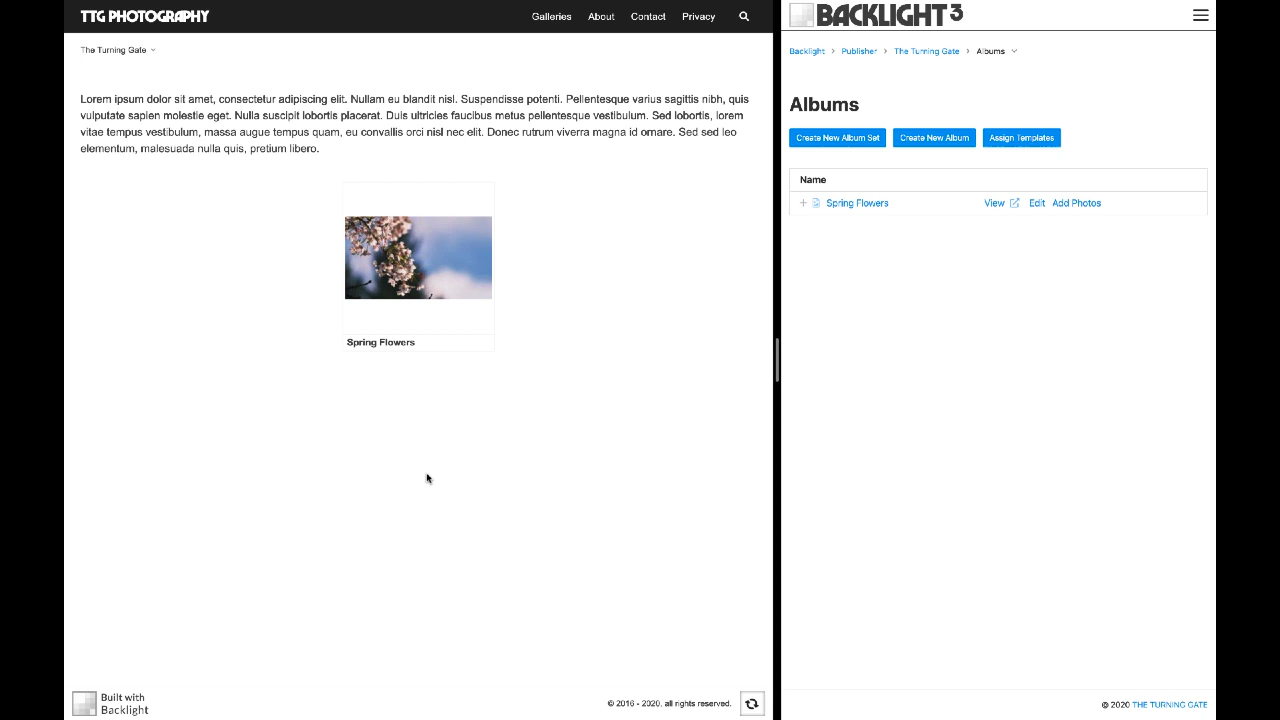 TTG PHOTOGRAPHY
Galleries About Contact Privacy
The Turning Gate
Lorem ipsum dolor sit amet, consectetur adipiscing elit. Nullam eu blandit nisl. Suspendisse potenti. Pellentesque varius sagittis nibh, quis
vulputate sapien molestie eget. Nulla suscipit lobortis placerat. Duis ultricies faucibus metus pellentesque vestibulum. Sed lobortis, lorem
vitae tempus vestibulum, massa augue tempus quam, eu convallis orci nisl nec elit. Donec rutrum viverra magna id ornare. Sed sed leo
elementum, malesuada nulla quis, pretium libero.
Spring Flowers
Built with
Backlight
© 2016 - 2020, all rights reserved.
BACKLIGHT 3
Backlight > Publisher > The Turning Gate > Albums
Albums
Create New Album Set Create New Album Assign Templates
Name
Spring Flowers View Edit Add Photos
© 2020 THE TURNING GATE